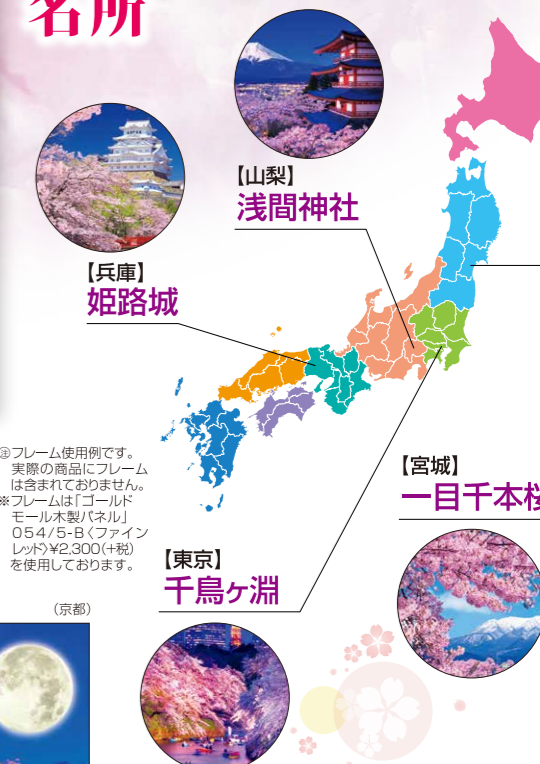 名所
【山梨】
浅間神社
【兵庫】
姫路城
㊟フレーム使用例です。
実際の商品にフレーム
は含まれておりません。
※フレームは「ゴールド
モール木製パネル」
054/5-B〈ファイン
レッド〉¥2,300(+税)
を使用しております。
【宮城】
一目千本桜
【東京】
千鳥ヶ淵
(京都)